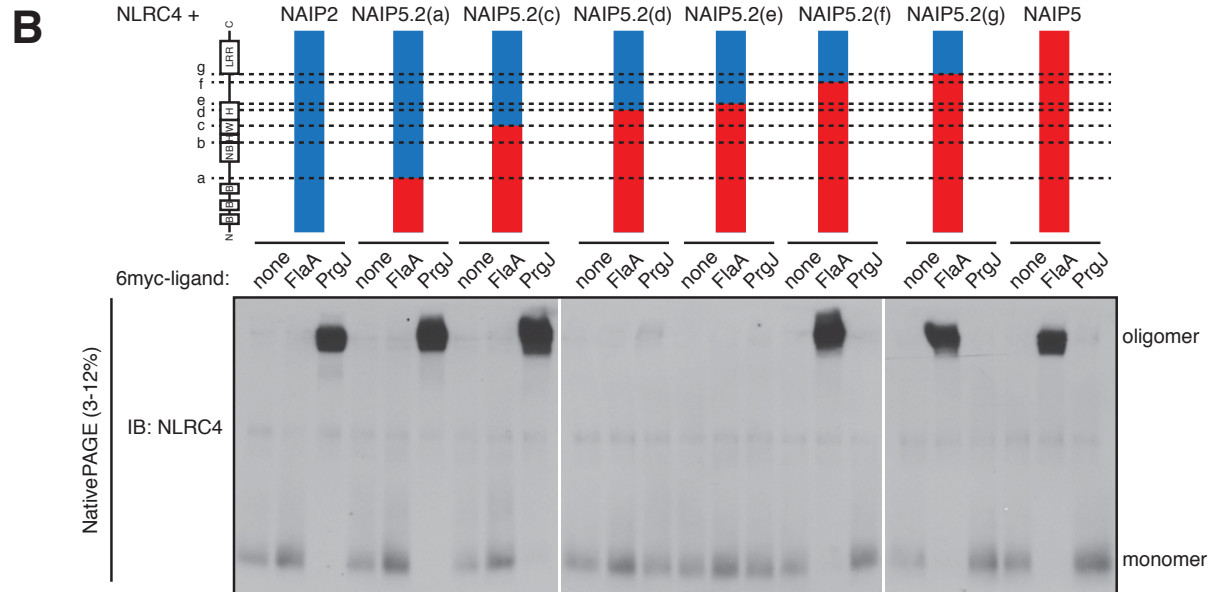 B
NLRC4 + NAIP2 NAIP5.2(a) NAIP5.2(c) NAIP5.2(d) NAIP5.2(e) NAIP5.2(f) NAIP5.2(g) NAIP5
C
LRR
g
f
e
d
H
c
W
b
H
NB
a
B
B
B
N
6myc-ligand: none FlaA PrgJ none FlaA PrgJ none FlaA PrgJ none FlaA PrgJ none FlaA PrgJ none FlaA PrgJ none FlaA PrgJ none FlaA PrgJ
oligomer
NativePAGE (3-12%)
IB: NLRC4
monomer